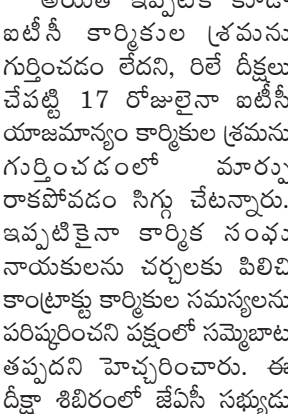 అయితే ఇప్పటికి కూడా
ఐటీసీ కార్మికుల శ్రమను
గుర్తించడం లేదని, రిలే దీక్షలు
చేపట్టి 17 రోజులైనా ఐటీసీ
యాజమాన్యం కార్మికుల శ్రమను
గుర్తించడంలో మార్పు
రాకపోవడం సిగ్గు చేటన్నారు.
ఇప్పటికైనా కార్మిక సంఘ
నాయకులను చర్చలకు పిలిచి
కాంట్రాక్టు కార్మికుల సమస్యలను
పరిష్కరించని పక్షంలో సమ్మెబాట
తప్పదని హెచ్చరించారు. ఈ
దీక్షా శిబిరంలో జేఏసీ సభ్యుడు